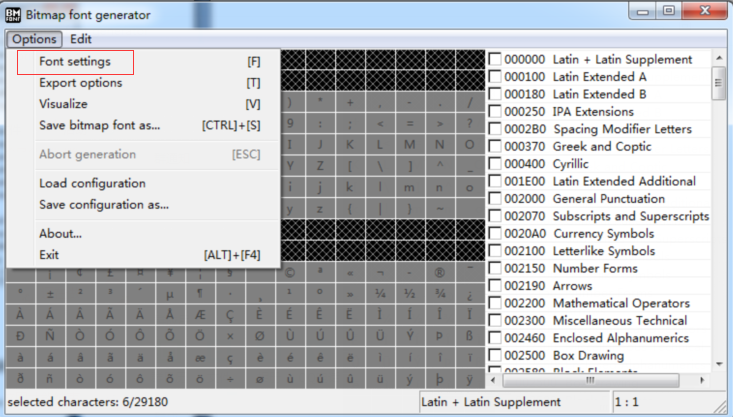 BM FONT Bitmap font generator
Options Edit
Font settings [F]
Export options [T]
Visualize [V]
Save bitmap font as... [CTRL]+[S]
Abort generation [ESC]
Load configuration
Save configuration as...
About...
Exit [ALT]+[F4]
) * + , - . /
9 : ; < = > ?
I J K L M N O
Y Z [ \ ] ^ _
i j k l m n o
y z { | } ~
¡ ¢ £ ¤ ¥ ¦ § ¨ © ª « ¬ - ® ¯
° ± ² ³ ´ µ ¶ · ¸ ¹ º » ¼ ½ ¾ ¿
À Á Â Ã Ä Å Æ Ç È É Ê Ë Ì Í Î Ï
Ð Ñ Ò Ó Ô Õ Ö × Ø Ù Ú Û Ü Ý Þ ß
à á â ã ä å æ ç è é ê ë ì í î ï
ð ñ ò ó ô õ ö ÷ ø ù ú û ü ý þ ÿ
000000 Latin + Latin Supplement
000100 Latin Extended A
000180 Latin Extended B
000250 IPA Extensions
0002B0 Spacing Modifier Letters
000370 Greek and Coptic
000400 Cyrillic
001E00 Latin Extended Additional
002000 General Punctuation
002070 Subscripts and Superscripts
0020A0 Currency Symbols
002100 Letterlike Symbols
002150 Number Forms
002190 Arrows
002200 Mathematical Operators
002300 Miscellaneous Technical
002460 Enclosed Alphanumerics
002500 Box Drawing
002580 Block Elements
selected characters: 6/29180
Latin + Latin Supplement
1 : 1